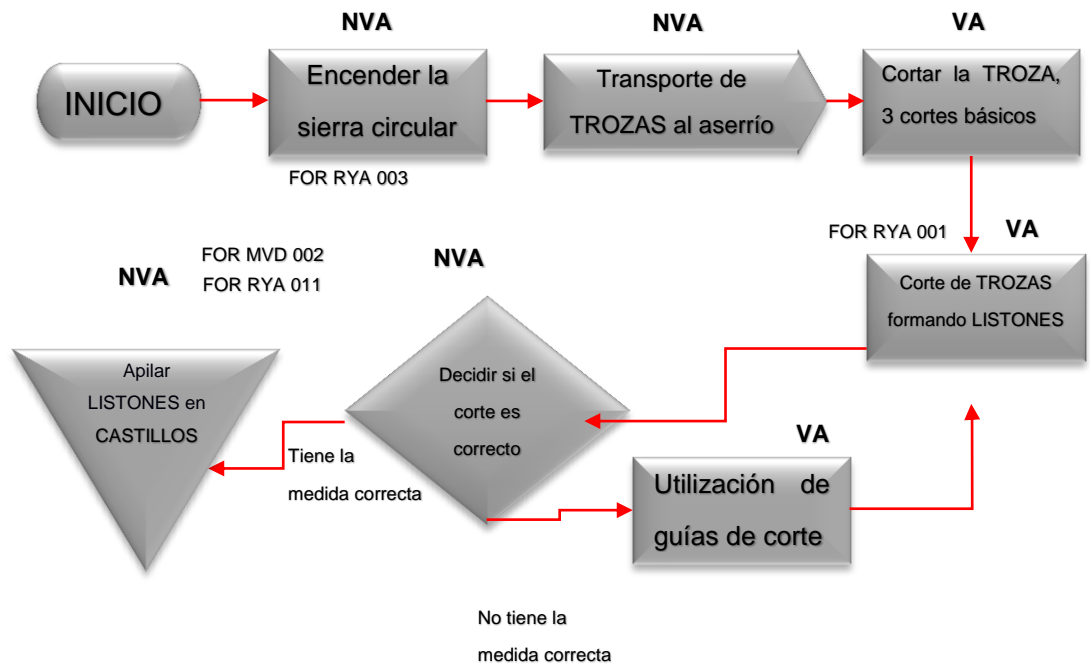 NVA
NVA
VA
INICIO
Encender la
sierra circular
Transporte de
TROZAS al aserrío
Cortar la TROZA,
3 cortes básicos
FOR RYA 003
FOR RYA 001
VA
Corte de TROZAS
formando LISTONES
NVA
FOR MVD 002
FOR RYA 011
NVA
Apilar
LISTONES en
CASTILLOS
Decidir si el
corte es
correcto
Tiene la
medida correcta
VA
Utilización de
guías de corte
No tiene la
medida correcta